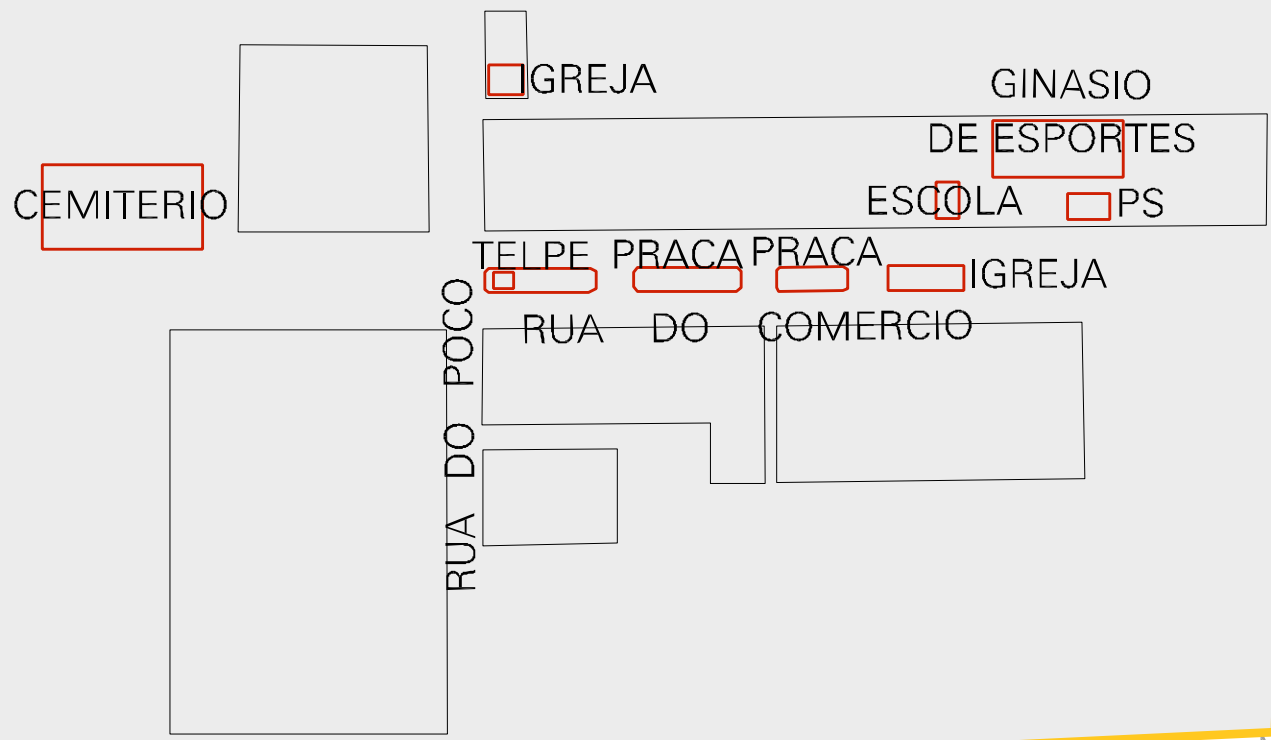 IGREJA
GINASIO
DE ESPORTES
CEMITERIO
ESCOLA
PS
TELPE
PRACA
PRACA
IGREJA
RUA DO COMERCIO
RUA DO POCO